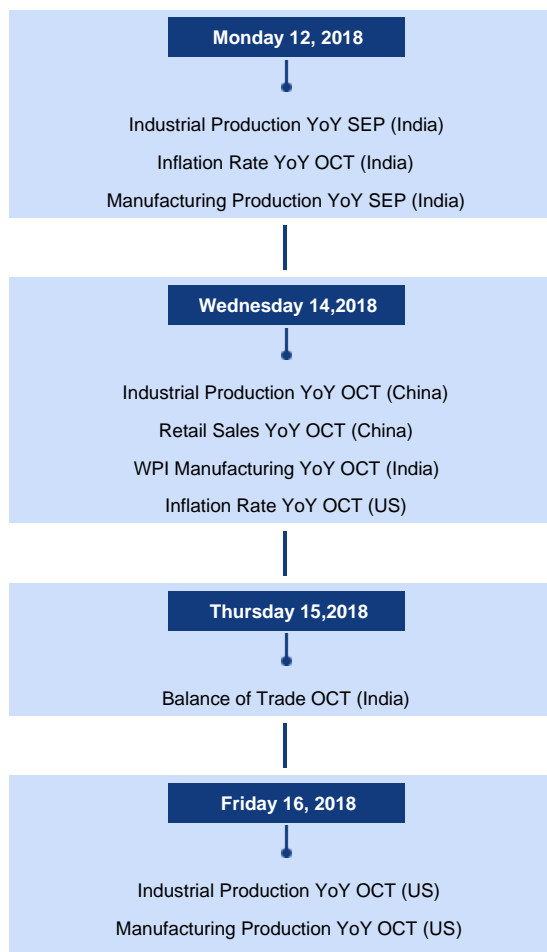 Monday 12, 2018
Industrial Production YoY SEP (India)
Inflation Rate YoY OCT (India)
Manufacturing Production YoY SEP (India)
Wednesday 14,2018
Industrial Production YoY OCT (China)
Retail Sales YoY OCT (China)
WPI Manufacturing YoY OCT (India)
Inflation Rate YoY OCT (US)
Thursday 15,2018
Balance of Trade OCT (India)
Friday 16, 2018
Industrial Production YoY OCT (US)
Manufacturing Production YoY OCT (US)